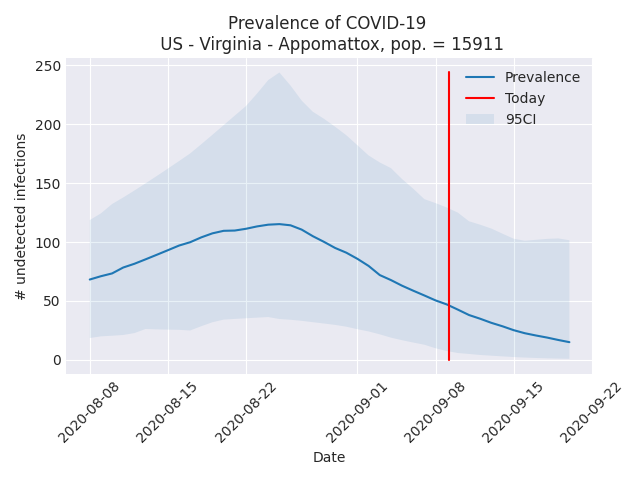 Prevalence of COVID-19
US - Virginia - Appomattox, pop. = 15911
# undetected infections
250
200
150
100
50
0
Prevalence
Today
95CI
2020-08-08
2020-08-15
2020-08-22
2020-09-01
2020-09-08
2020-09-15
2020-09-22
Date